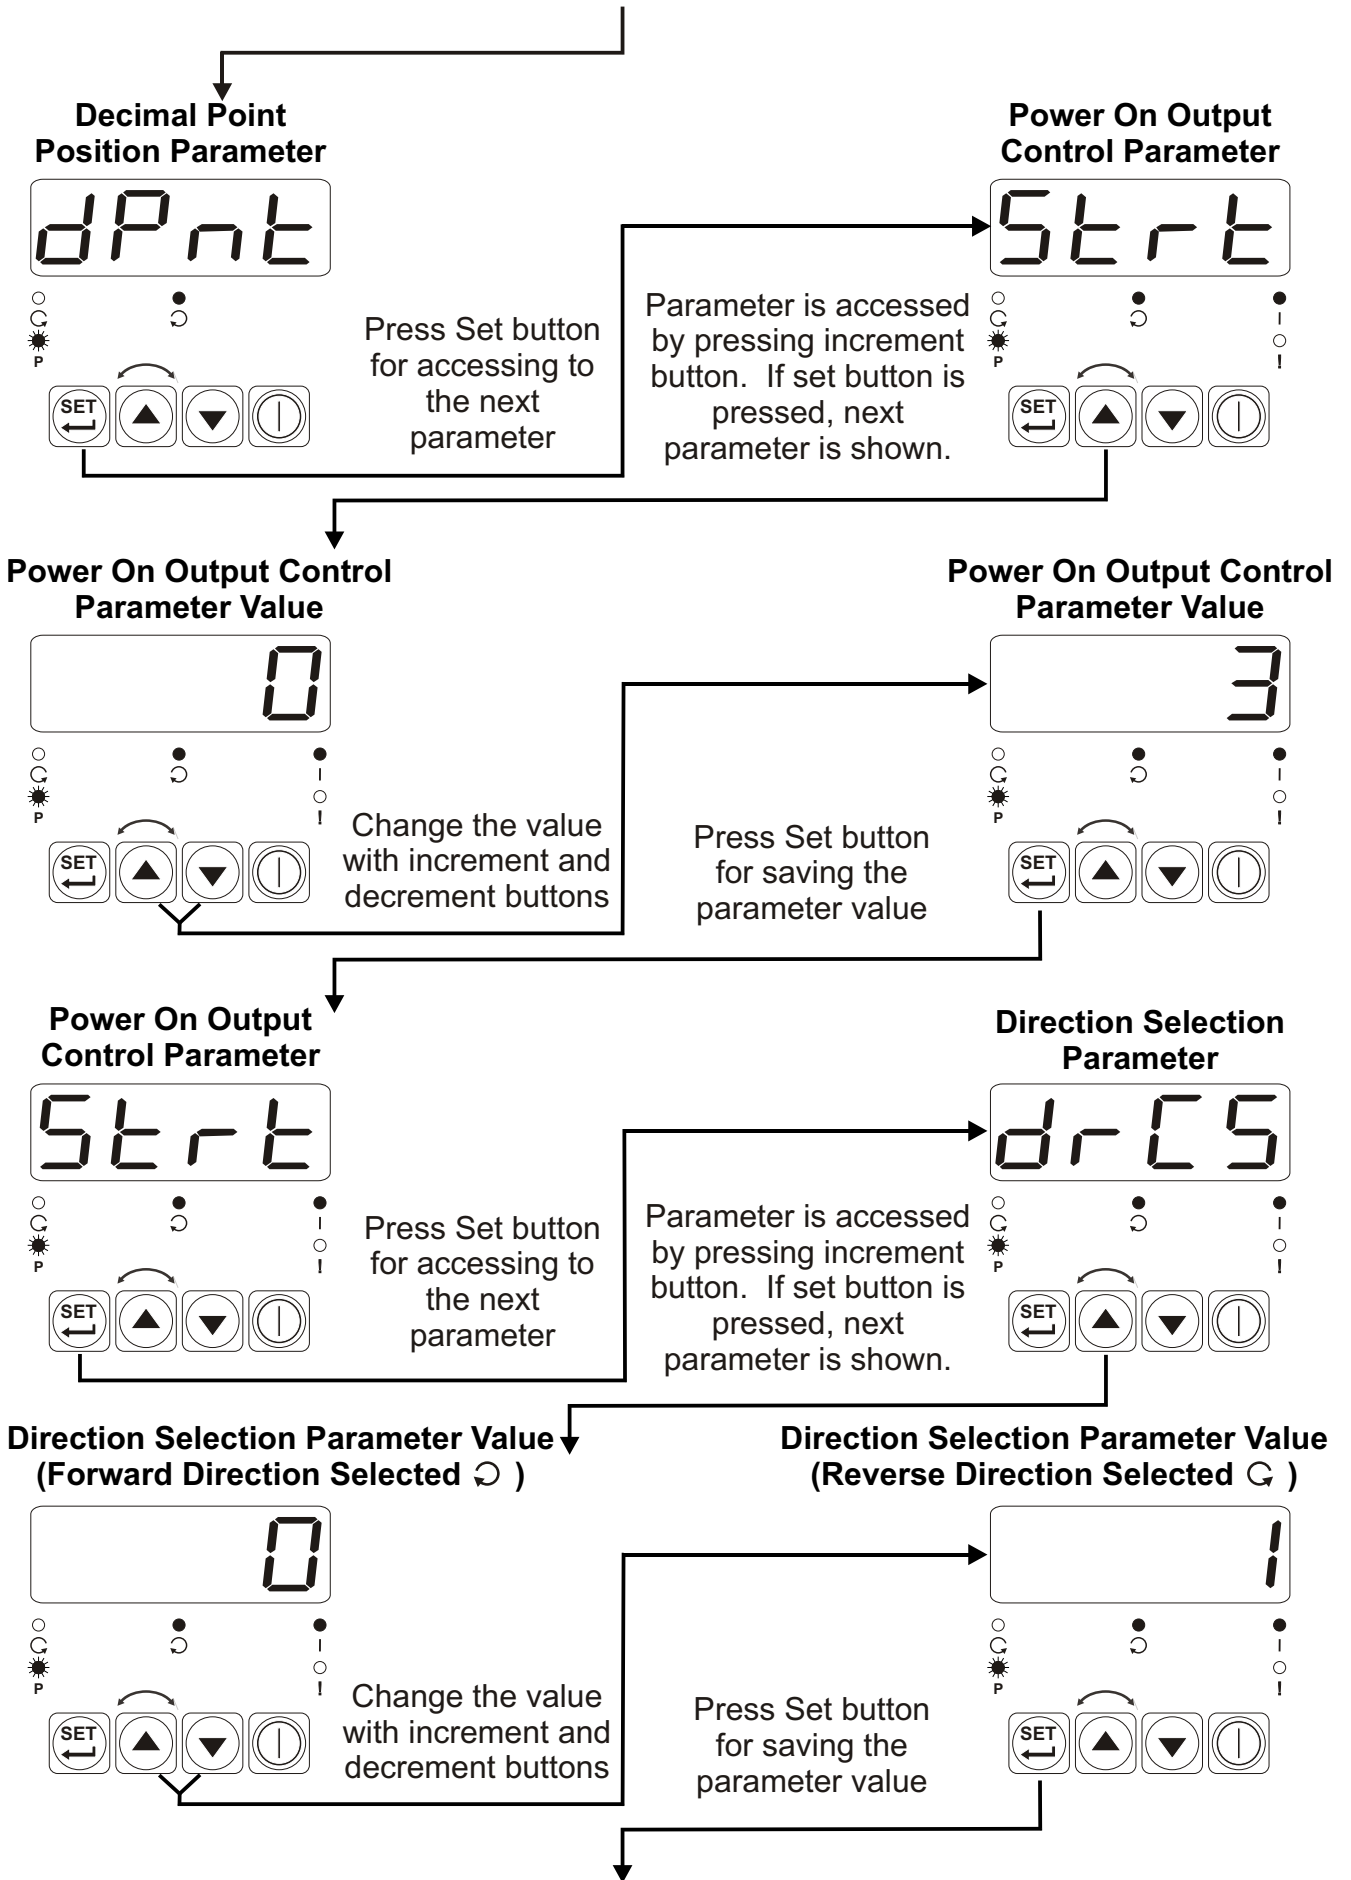 Decimal Point
Position Parameter
dPnt
P
SET
Press Set button
for accessing to
the next
parameter
Power On Output
Control Parameter
Strt
I
P
!
SET
Parameter is accessed
by pressing increment
button. If set button is
pressed, next
parameter is shown.
Power On Output Control
Parameter Value
0
I
P
!
SET
Change the value
with increment and
decrement buttons
Power On Output Control
Parameter Value
3
I
P
!
SET
Press Set button
for saving the
parameter value
Power On Output
Control Parameter
Strt
I
P
!
SET
Press Set button
for accessing to
the next
parameter
Direction Selection
Parameter
drCS
I
P
!
SET
Parameter is accessed
by pressing increment
button. If set button is
pressed, next
parameter is shown.
Direction Selection Parameter Value
(Forward Direction Selected )
0
I
P
!
SET
Change the value
with increment and
decrement buttons
Direction Selection Parameter Value
(Reverse Direction Selected )
1
I
P
!
SET
Press Set button
for saving the
parameter value